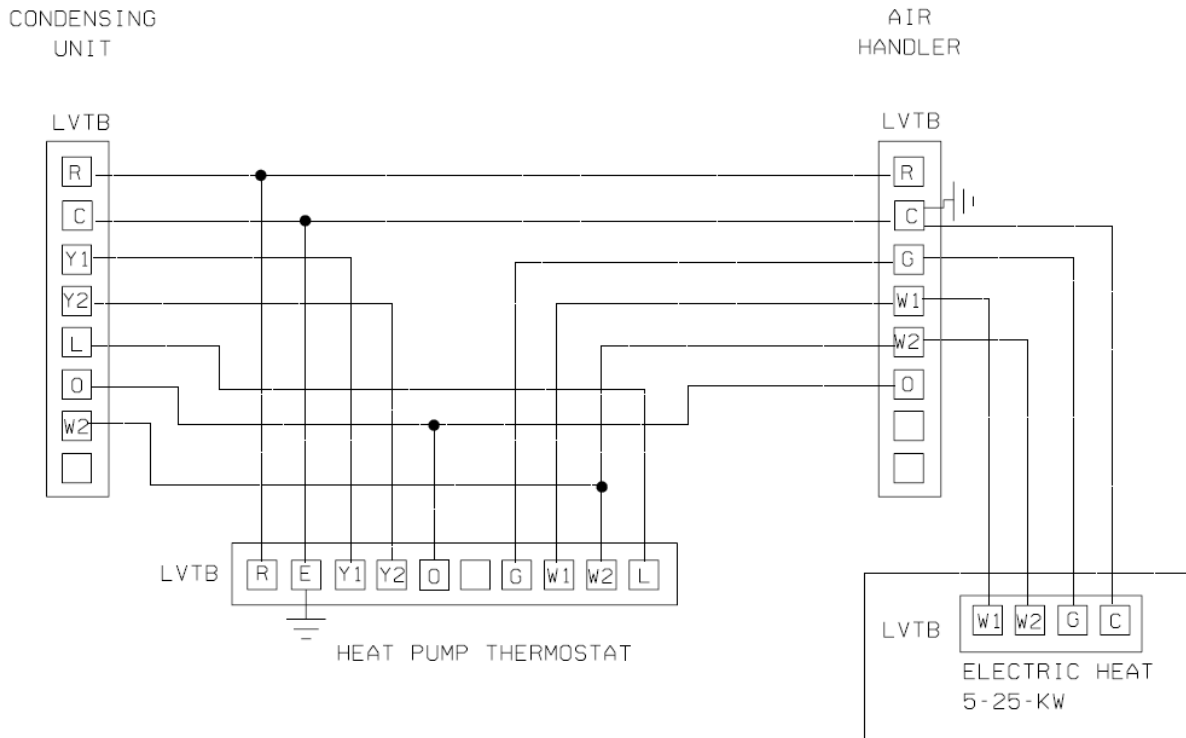 CONDENSING
UNIT
AIR
HANDLER
LVTB
R
C
Y1
Y2
L
O
W2
LVTB
R
C
G
W1
W2
O
LVTB
R E Y1 Y2 O G W1 W2 L
HEAT PUMP THERMOSTAT
LVTB
W1 W2 G C
ELECTRIC HEAT
5-25-KW